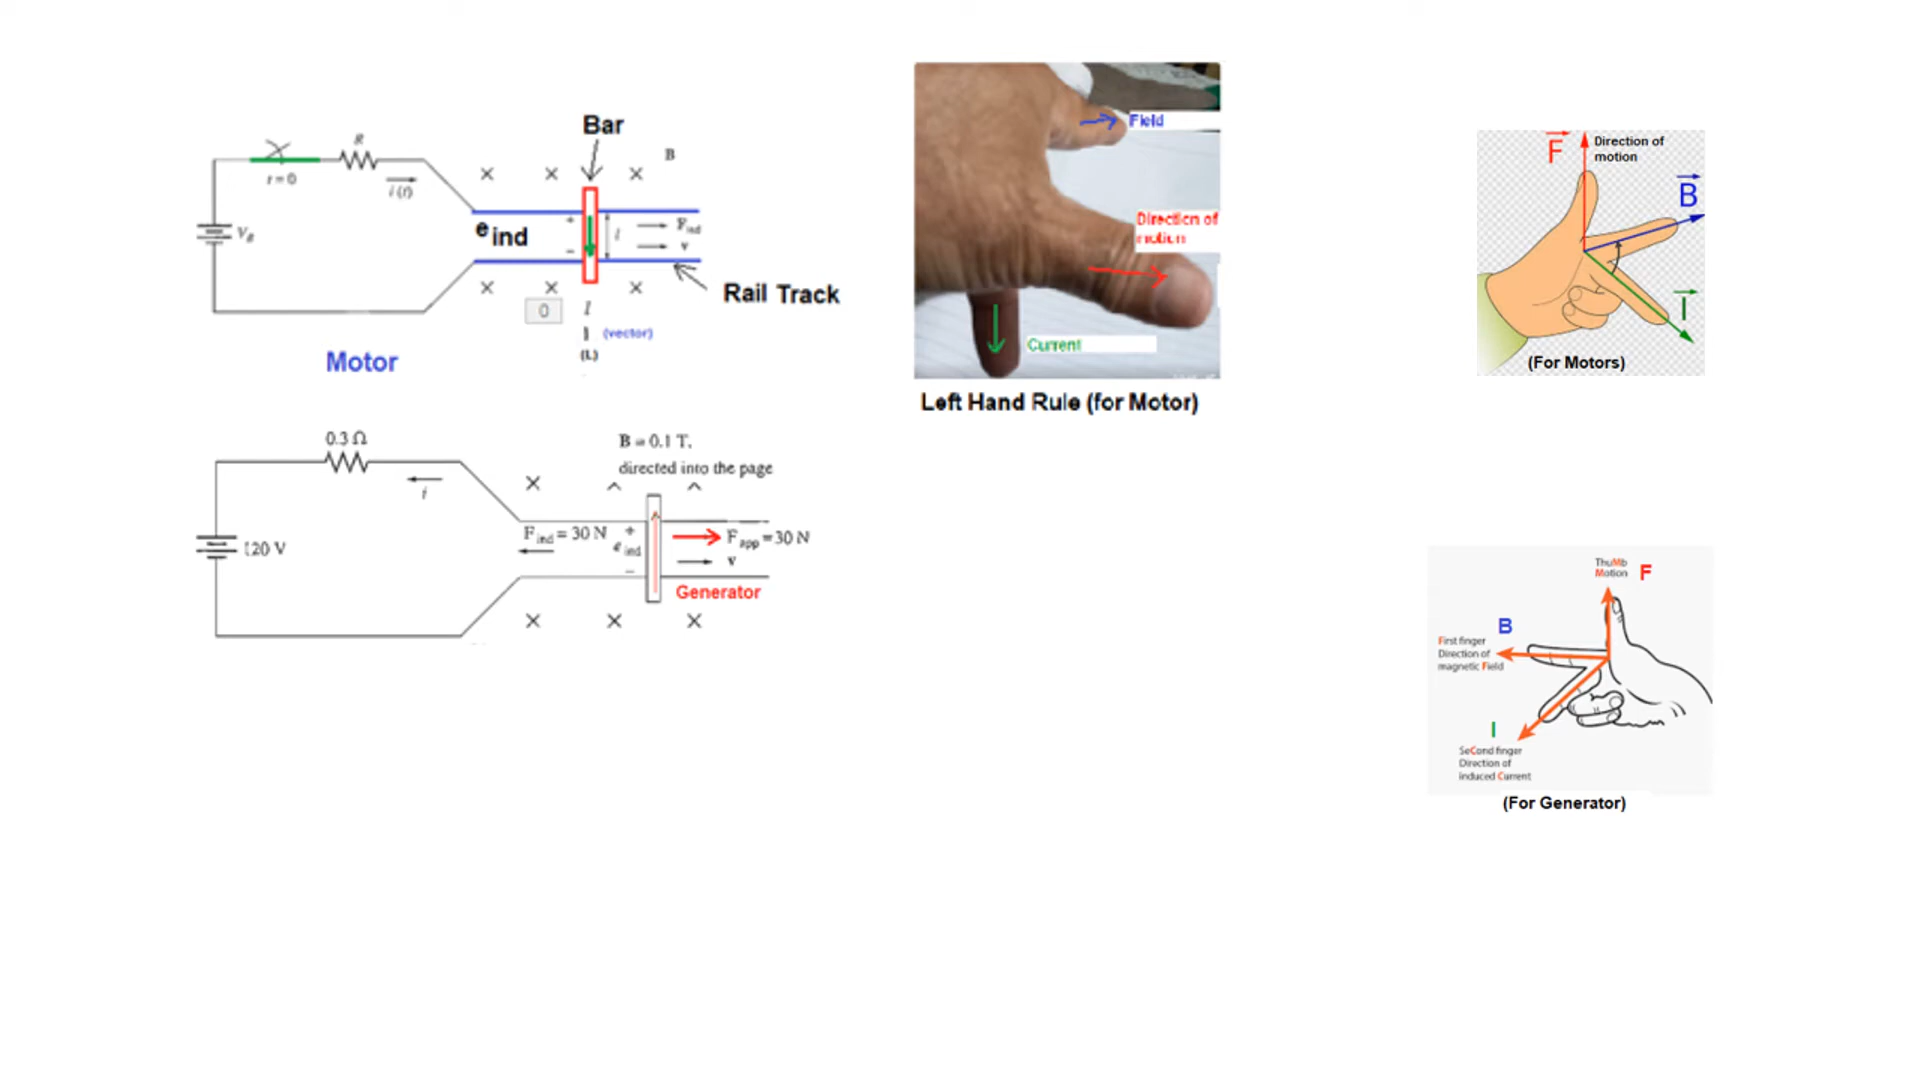 Bar
B
R
t=0
i(t)
V_B
+
e_ind
−
l
F_ind
v
Rail Track
0
l
(vector)
(L)
Motor
Field
Direction of
motion
Current
Left Hand Rule (for Motor)
F
Direction of
motion
B
I
(For Motors)
0.3 Ω
B = 0.1 T,
directed into the page
i
F_ind = 30 N
+
e_ind
−
F_app = 30 N
v
120 V
Generator
ThuMb
Motion
F
B
First finger
Direction of
magnetic Field
I
SeCond finger
Direction of
induced Current
(For Generator)